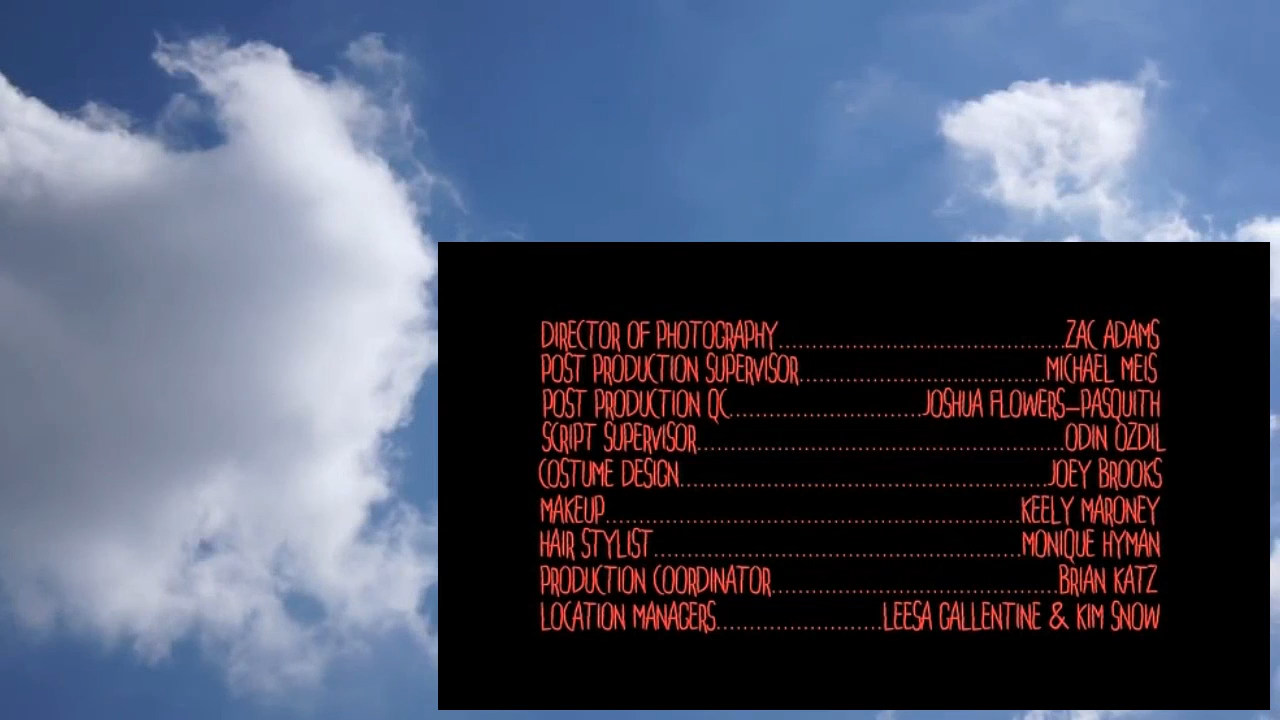 DIRECTOR OF PHOTOGRAPHY........................................ZAC ADAMS
POST PRODUCTION SUPERVISOR..................................MICHAEL MEIS
POST PRODUCTION QC..........................JOSHUA FLOWERS-PASQUITH
SCRIPT SUPERVISOR....................................................ODIN OZDIL
COSTUME DESIGN....................................................JOEY BROOKS
MAKEUP..........................................................KEELY MARONEY
HAIR STYLIST....................................................MONIQUE HYMAN
PRODUCTION COORDINATOR........................................BRIAN KATZ
LOCATION MANAGERS.......................LEESA GALLENTINE & KIM SNOW